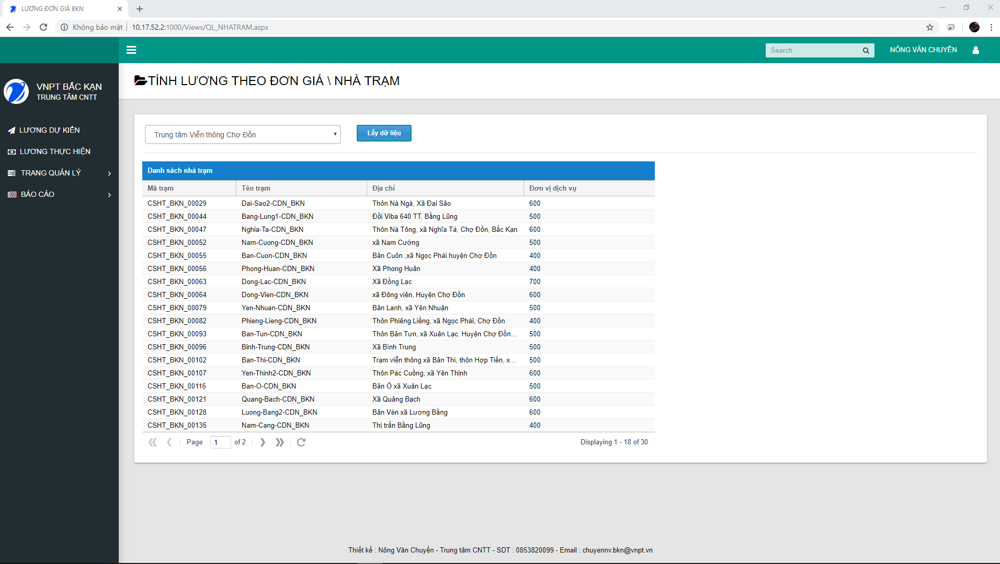 LƯƠNG ĐƠN GIÁ BKN
Không bảo mật | 10.17.52.2:1000/Views/QL_NHATRAM.aspx
Search
NÔNG VĂN CHUYỀN
VNPT BẮC KẠN
TRUNG TÂM CNTT
LƯƠNG DỰ KIẾN
LƯƠNG THỰC HIỆN
TRANG QUẢN LÝ
BÁO CÁO
TÍNH LƯƠNG THEO ĐƠN GIÁ \ NHÀ TRẠM
Trung tâm Viễn thông Chợ Đồn
Lấy dữ liệu
Danh sách nhà trạm
Mã trạm Tên trạm Địa chỉ Đơn vị dịch vụ
CSHT_BKN_00029 Dai-Sao2-CDN_BKN Thôn Nà Ngà, Xã Đại Sảo 600
CSHT_BKN_00044 Bang-Lung1-CDN_BKN Đồi Viba 640 TT. Bằng Lũng 500
CSHT_BKN_00047 Nghia-Ta-CDN_BKN Thôn Nà Tông, xã Nghĩa Tá, Chợ Đồn, Bắc Kạn 600
CSHT_BKN_00052 Nam-Cuong-CDN_BKN xã Nam Cường 500
CSHT_BKN_00055 Ban-Cuon-CDN_BKN Bản Cuôn ,xã Ngọc Phái huyện Chợ Đồn 400
CSHT_BKN_00056 Phong-Huan-CDN_BKN Xã Phong Huân 400
CSHT_BKN_00063 Dong-Lac-CDN_BKN Xã Đồng Lạc 700
CSHT_BKN_00064 Dong-Vien-CDN_BKN xã Đông viên, Huyện Chợ Đồn 600
CSHT_BKN_00079 Yen-Nhuan-CDN_BKN Bản Lanh, xã Yên Nhuận 500
CSHT_BKN_00082 Phieng-Lieng-CDN_BKN Thôn Phiêng Liềng, xã Ngọc Phái, Chợ Đồn 400
CSHT_BKN_00093 Ban-Tun-CDN_BKN Thôn Bản Tưn, xã Xuân Lạc, Huyện Chợ Đồn... 500
CSHT_BKN_00096 Binh-Trung-CDN_BKN Xã Bình Trung 500
CSHT_BKN_00102 Ban-Thi-CDN_BKN Trạm viễn thông xã Bản Thi, thôn Hợp Tiến, x... 500
CSHT_BKN_00107 Yen-Thinh2-CDN_BKN Thôn Pác Cuồng, xã Yên Thịnh 600
CSHT_BKN_00116 Ban-O-CDN_BKN Bản Ó xã Xuân Lạc 500
CSHT_BKN_00121 Quang-Bach-CDN_BKN Xã Quảng Bạch 600
CSHT_BKN_00128 Luong-Bang2-CDN_BKN Bản Vèn xã Lương Bằng 600
CSHT_BKN_00135 Nam-Cang-CDN_BKN Thị trấn Bằng Lũng 400
Page 1 of 2
Displaying 1 - 18 of 30
Thiết kế : Nông Văn Chuyền - Trung tâm CNTT - SDT : 0853820099 - Email : chuyennv.bkn@vnpt.vn